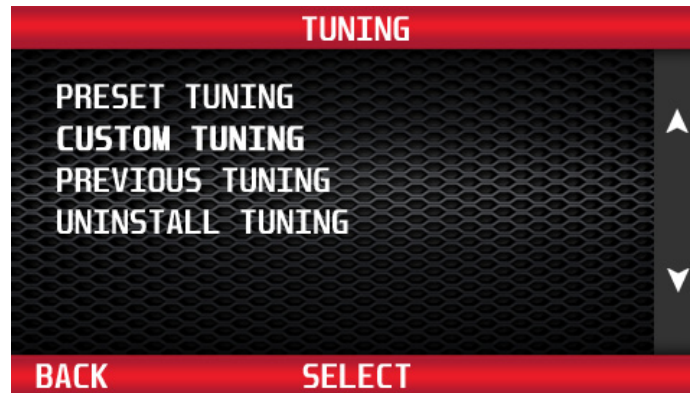 TUNING
PRESET TUNING
CUSTOM TUNING
PREVIOUS TUNING
UNINSTALL TUNING
BACK SELECT